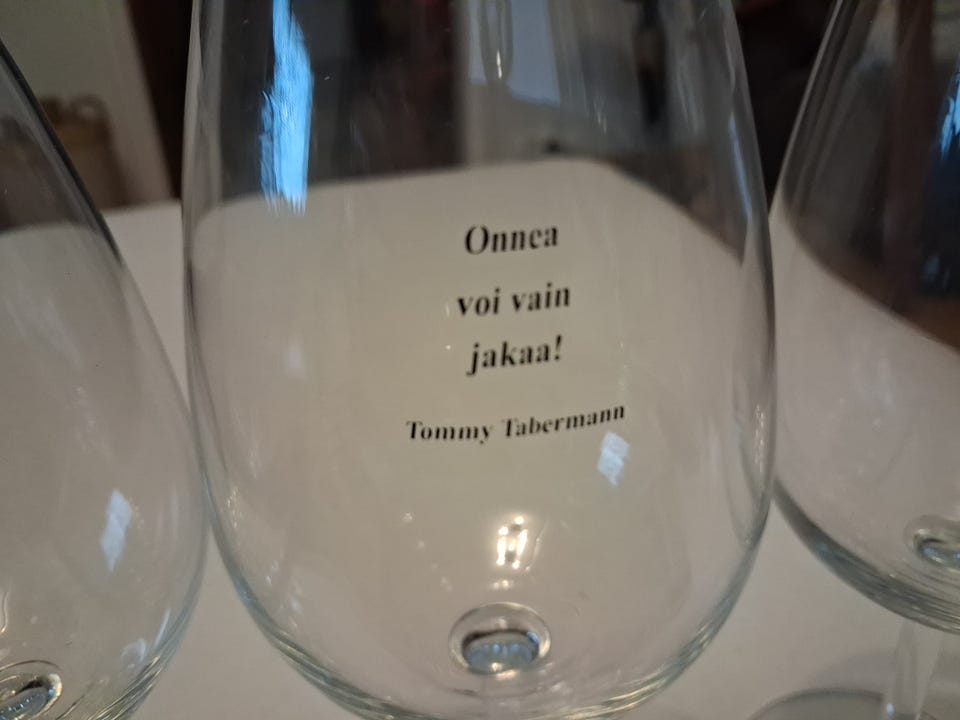 Onnea
voi vain
jakaa!
Tommy Tabermann